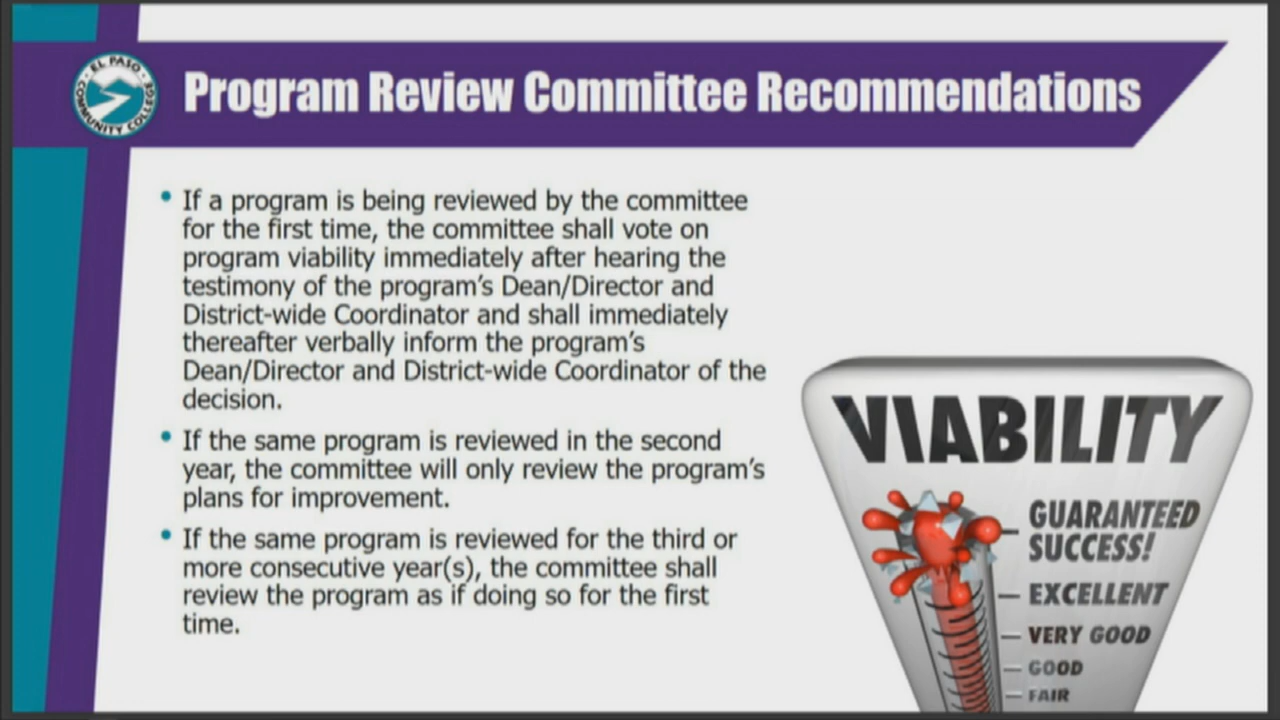 EL PASO
COMMUNITY COLLEGE
Program Review Committee Recommendations
• If a program is being reviewed by the committee
for the first time, the committee shall vote on
program viability immediately after hearing the
testimony of the program’s Dean/Director and
District-wide Coordinator and shall immediately
thereafter verbally inform the program’s
Dean/Director and District-wide Coordinator of the
decision.
• If the same program is reviewed in the second
year, the committee will only review the program’s
plans for improvement.
• If the same program is reviewed for the third or
more consecutive year(s), the committee shall
review the program as if doing so for the first
time.
VIABILITY
GUARANTEED
SUCCESS!
EXCELLENT
VERY GOOD
GOOD
FAIR